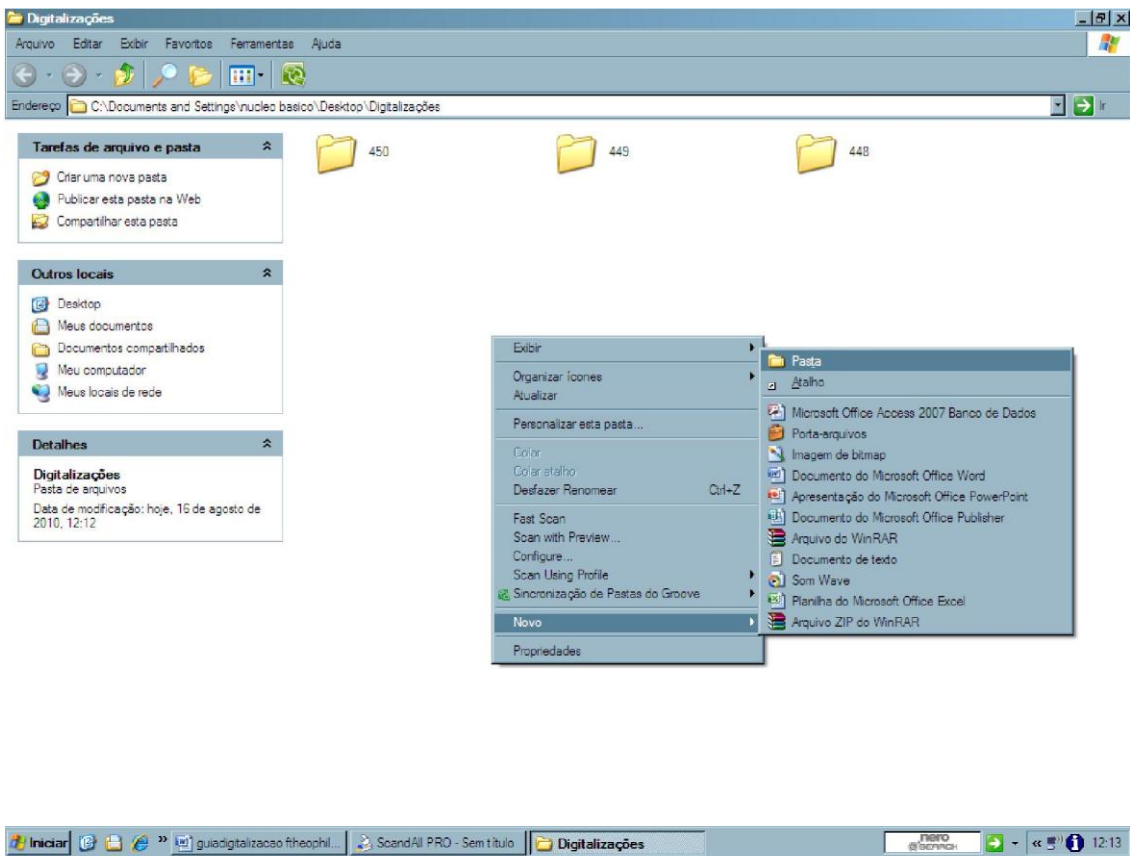 Digitalizações
Arquivo Editar Exibir Favoritos Ferramentas Ajuda
Endereço C:\Documents and Settings\nucleo basico\Desktop\Digitalizações Ir
Tarefas de arquivo e pasta
Criar uma nova pasta
Publicar esta pasta na Web
Compartilhar esta pasta
Outros locais
Desktop
Meus documentos
Documentos compartilhados
Meu computador
Meus locais de rede
Detalhes
Digitalizações
Pasta de arquivos
Data de modificação: hoje, 16 de agosto de
2010, 12:12
450 449 448
Exibir
Organizar ícones
Atualizar
Personalizar esta pasta...
Colar
Colar atalho
Desfazer Renomear Ctrl+Z
Fast Scan
Scan with Preview...
Configure...
Scan Using Profile
Sincronização de Pastas do Groove
Novo
Propriedades
Pasta
Atalho
Microsoft Office Access 2007 Banco de Dados
Porta-arquivos
Imagem de bitmap
Documento do Microsoft Office Word
Apresentação do Microsoft Office PowerPoint
Documento do Microsoft Office Publisher
Arquivo do WinRAR
Documento de texto
Som Wave
Planilha do Microsoft Office Excel
Arquivo ZIP do WinRAR
Iniciar » guiadigitalizacao ftheophil... ScandAll PRO - Sem título Digitalizações nero @SEARCH « 12:13